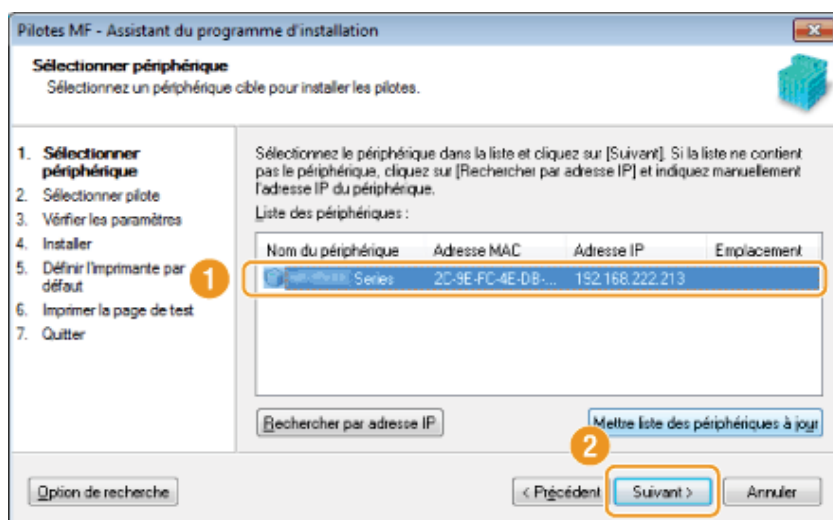 Pilotes MF - Assistant du programme d'installation
Sélectionner périphérique
Sélectionnez un périphérique cible pour installer les pilotes.
1. Sélectionner
périphérique
2. Sélectionner pilote
3. Vérifier les paramètres
4. Installer
5. Définir l'imprimante par
défaut
6. Imprimer la page de test
7. Quitter
Sélectionnez le périphérique dans la liste et cliquez sur [Suivant]. Si la liste ne contient
pas le périphérique, cliquez sur [Rechercher par adresse IP] et indiquez manuellement
l'adresse IP du périphérique.
Liste des périphériques :
Nom du périphérique Adresse MAC Adresse IP Emplacement
1
Series 2C-9E-FC-4E-DB-... 192.168.222.213
Rechercher par adresse IP Mettre liste des périphériques à jour
2
Option de recherche < Précédent Suivant > Annuler